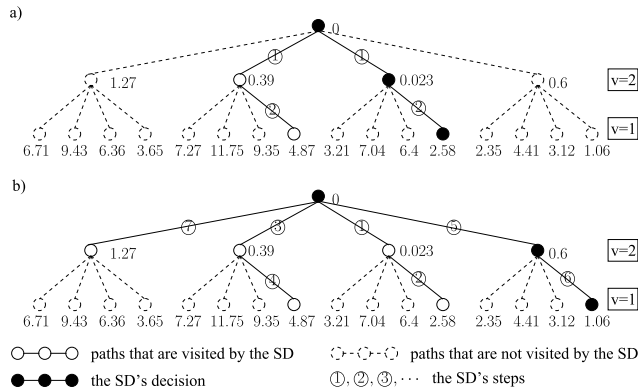 a)
0
① ①
1.27 0.39 0.023 0.6 v=2
② ②
v=1
6.71 9.43 6.36 3.65 7.27 11.75 9.35 4.87 3.21 7.04 6.4 2.58 2.35 4.41 3.12 1.06
b)
0
⑦ ③ ① ⑤
1.27 0.39 0.023 0.6 v=2
④ ② ⑥
v=1
6.71 9.43 6.36 3.65 7.27 11.75 9.35 4.87 3.21 7.04 6.4 2.58 2.35 4.41 3.12 1.06
paths that are visited by the SD paths that are not visited by the SD
the SD's decision ①, ②, ③, ··· the SD's steps